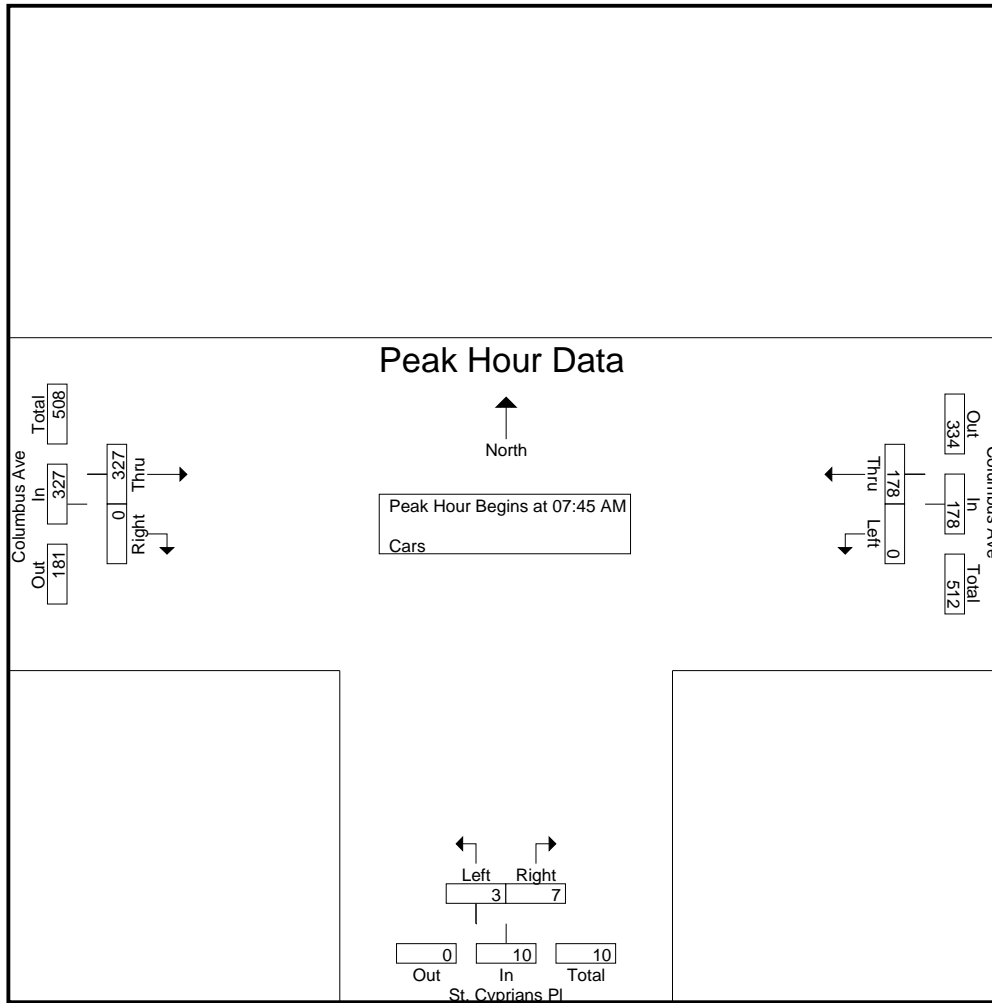 Peak Hour Data
North
Peak Hour Begins at 07:45 AM
Cars
Columbus Ave
Total
508
In
327
Out
181
Thru
327
Right
0
Columbus Ave
Out
334
In
178
Total
512
Thru
178
Left
0
Left Right
3 7
0 10 10
Out In Total
St. Cyprians Pl